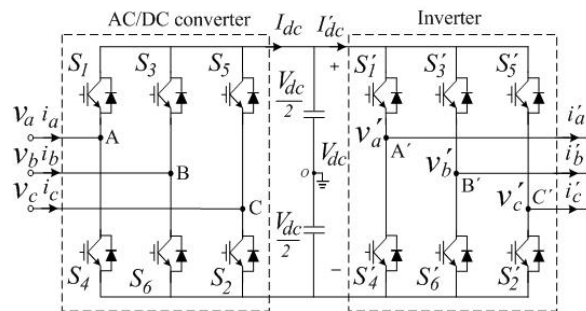 AC/DC converter
I_dc
I'_dc
Inverter
S_1
S_3
S_5
+
S'_1
S'_3
S'_5
V_dc
2
v_a i_a
A
v_b i_b
B
v_c i_c
C
V_dc
o
v'_a
A'
i'_a
v'_b
B'
i'_b
v'_c
C'
i'_c
V_dc
2
S_4
S_6
S_2
−
S'_4
S'_6
S'_2